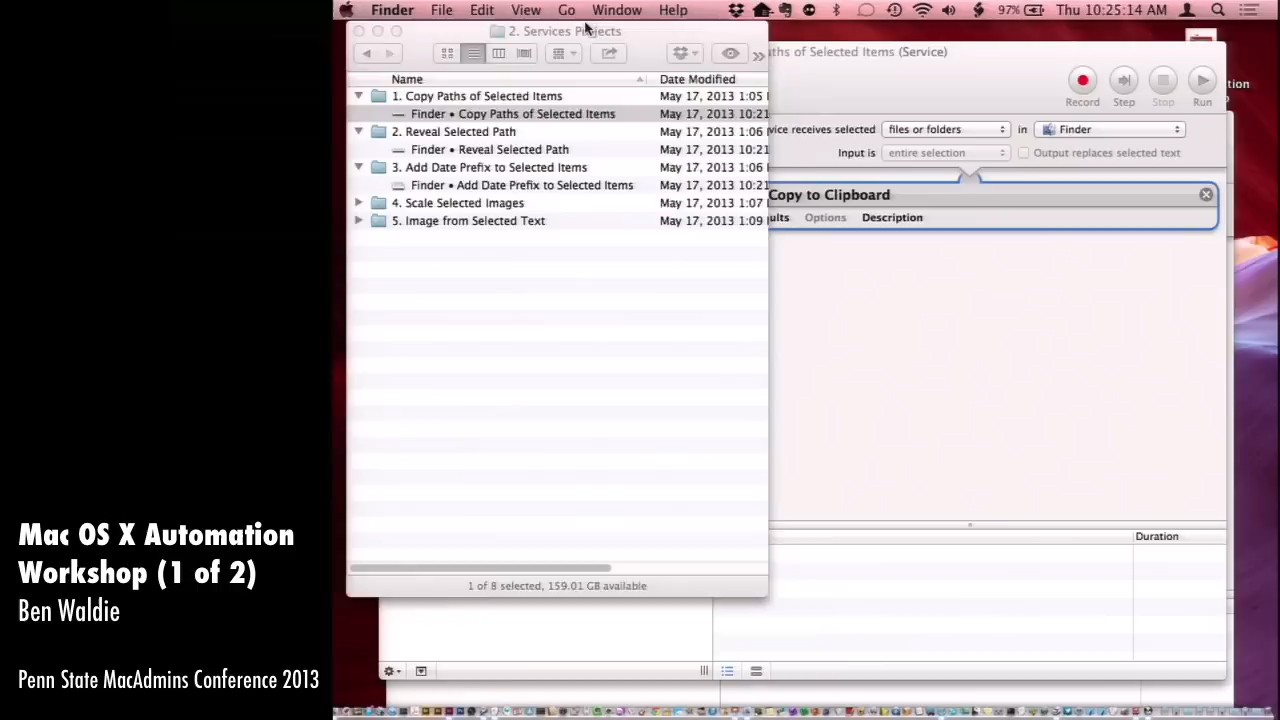 Finder File Edit View Go Window Help 97% Thu 10:25:14 AM
2. Services Projects
ths of Selected Items (Service)
tion
Record Step Stop Run
Name Date Modified
1. Copy Paths of Selected Items May 17, 2013 1:05
Finder • Copy Paths of Selected Items May 17, 2013 10:21
2. Reveal Selected Path May 17, 2013 1:06
Finder • Reveal Selected Path May 17, 2013 10:21
3. Add Date Prefix to Selected Items May 17, 2013 1:06
Finder • Add Date Prefix to Selected Items May 17, 2013 10:21
4. Scale Selected Images May 17, 2013 1:07
5. Image from Selected Text May 17, 2013 1:09
vice receives selected files or folders in Finder
Input is entire selection Output replaces selected text
Copy to Clipboard
ults Options Description
Duration
1 of 8 selected, 159.01 GB available
Mac OS X Automation
Workshop (1 of 2)
Ben Waldie
Penn State MacAdmins Conference 2013